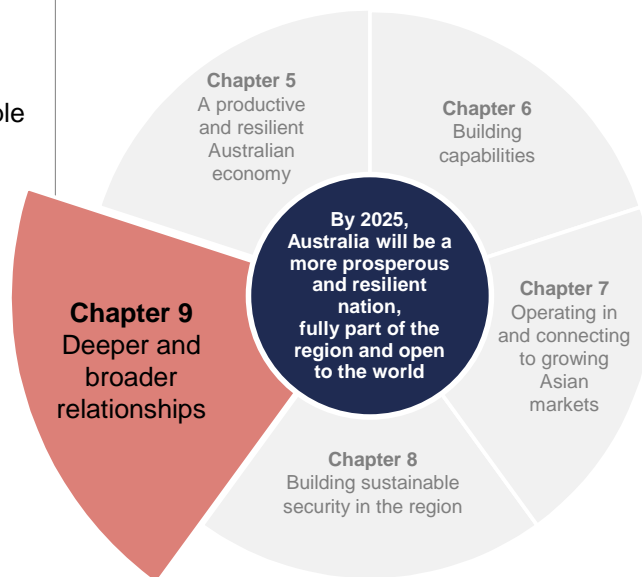 ole
Chapter 5
A productive
and resilient
Australian
economy
Chapter 6
Building
capabilities
By 2025,
Australia will be a
more prosperous
and resilient
nation,
fully part of the
region and open
to the world
Chapter 7
Operating in
and connecting
to growing
Asian
markets
Chapter 9
Deeper and
broader
relationships
Chapter 8
Building sustainable
security in the region